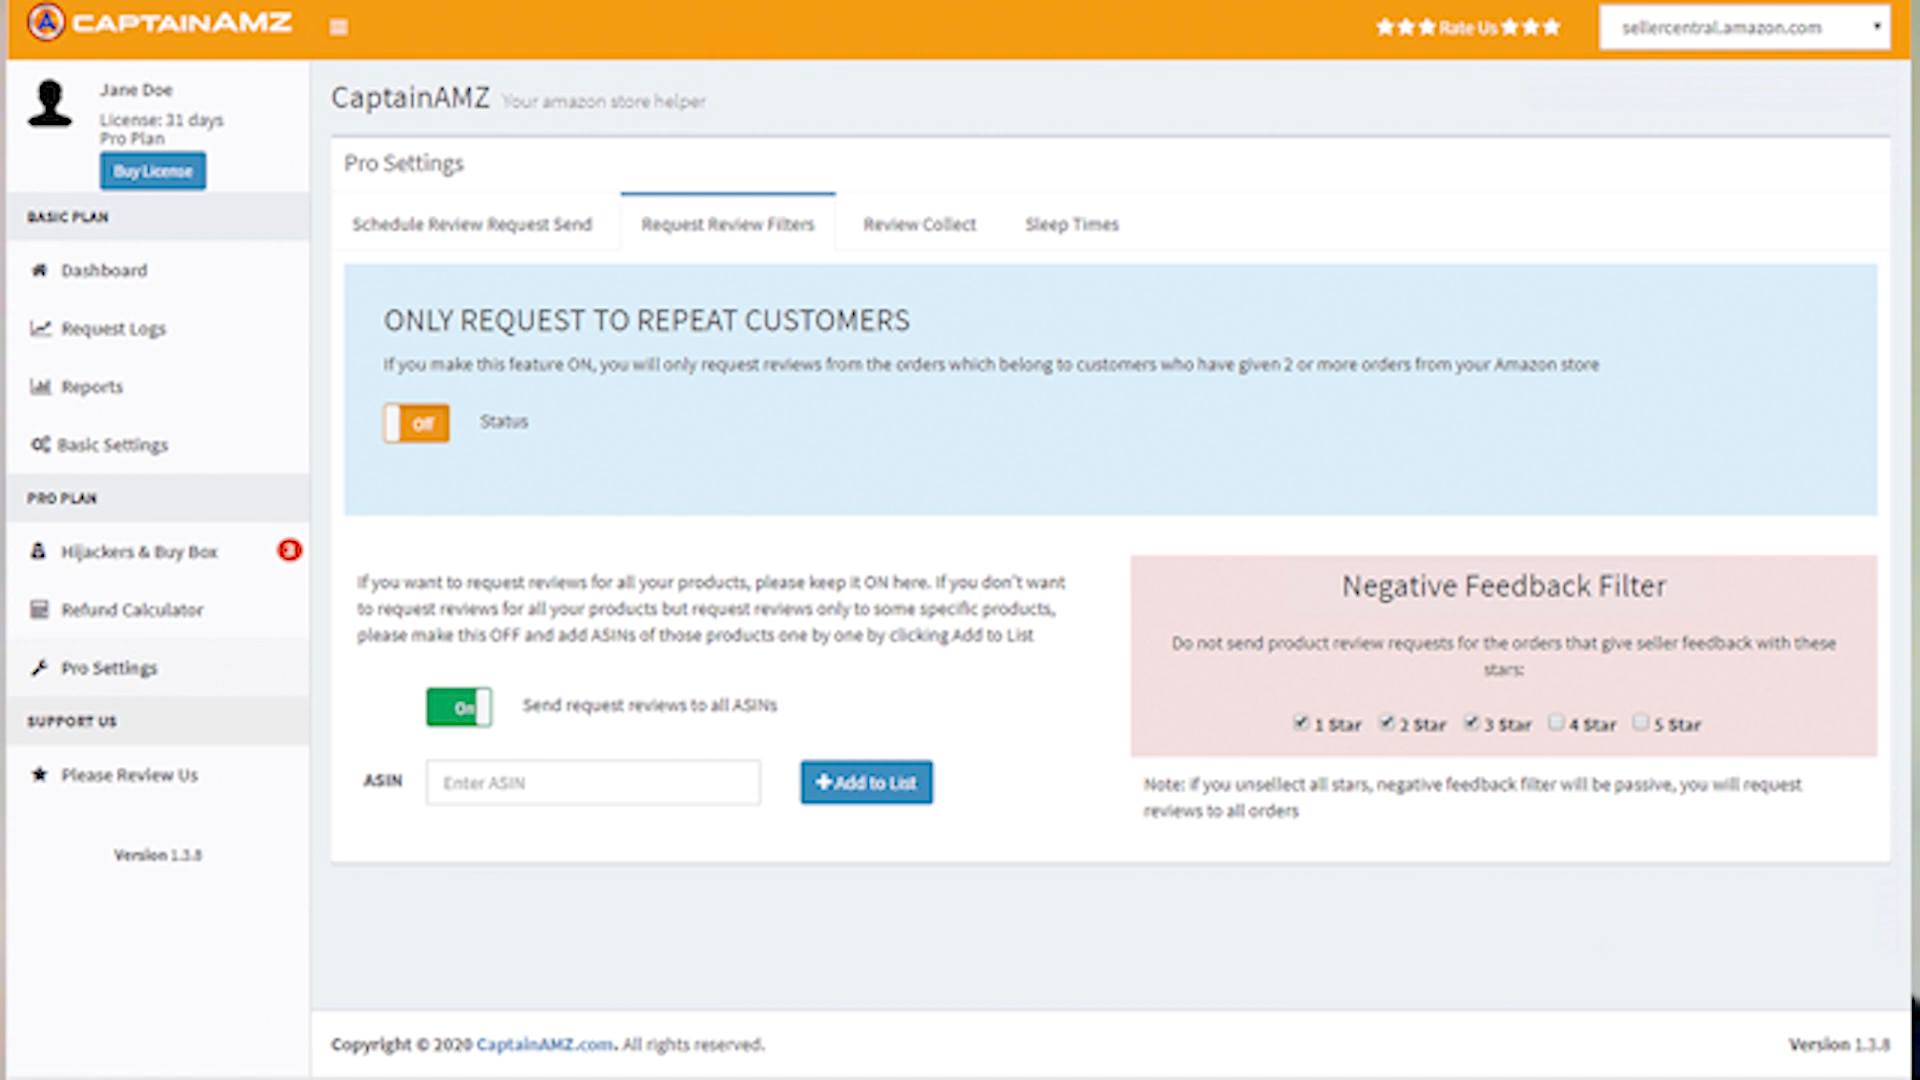 CAPTAINAMZ
Rate Us
sellercentral.amazon.com
Jane Doe
License: 31 days
Pro Plan
Buy License
BASIC PLAN
Dashboard
Request Logs
Reports
Basic Settings
PRO PLAN
Hijackers & Buy Box
3
Refund Calculator
Pro Settings
SUPPORT US
Please Review Us
Version 1.3.8
CaptainAMZ Your amazon store helper
Pro Settings
Schedule Review Request Send
Request Review Filters
Review Collect
Sleep Times
ONLY REQUEST TO REPEAT CUSTOMERS
If you make this feature ON, you will only request reviews from the orders which belong to customers who have given 2 or more orders from your Amazon store
Off
Status
If you want to request reviews for all your products, please keep it ON here. If you don't want
to request reviews for all your products but request reviews only to some specific products,
please make this OFF and add ASINs of those products one by one by clicking Add to List
On
Send request reviews to all ASINs
ASIN
Enter ASIN
Add to List
Negative Feedback Filter
Do not send product review requests for the orders that give seller feedback with these
stars:
1 Star 2 Star 3 Star 4 Star 5 Star
Note: if you unsellect all stars, negative feedback filter will be passive, you will request
reviews to all orders
Copyright © 2020 CaptainAMZ.com. All rights reserved.
Version 1.3.8